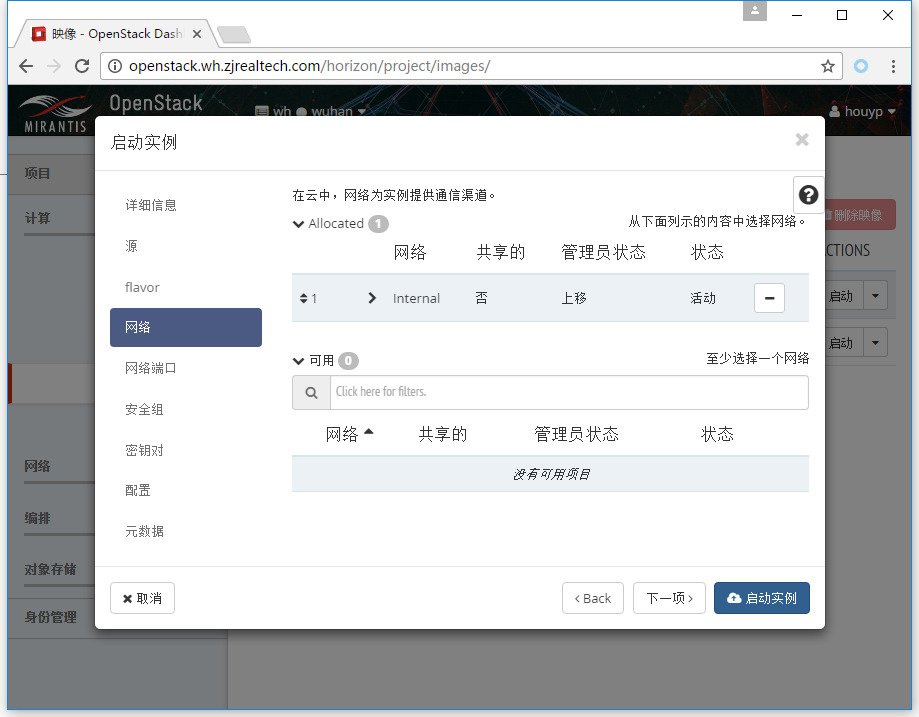 映像 - OpenStack Dash
openstack.wh.zjrealtech.com/horizon/project/images/
MIRANTIS
OpenStack
wh wuhan
houyp
项目
计算
网络
编排
对象存储
身份管理
删除映像
CTIONS
启动
启动
启动实例
详细信息
源
flavor
网络
网络端口
安全组
密钥对
配置
元数据
在云中，网络为实例提供通信渠道。
Allocated 1
从下面列示的内容中选择网络。
网络 共享的 管理员状态 状态
1 Internal 否 上移 活动
可用 0
至少选择一个网络
Click here for filters.
网络 共享的 管理员状态 状态
没有可用项目
取消
Back
下一项
启动实例